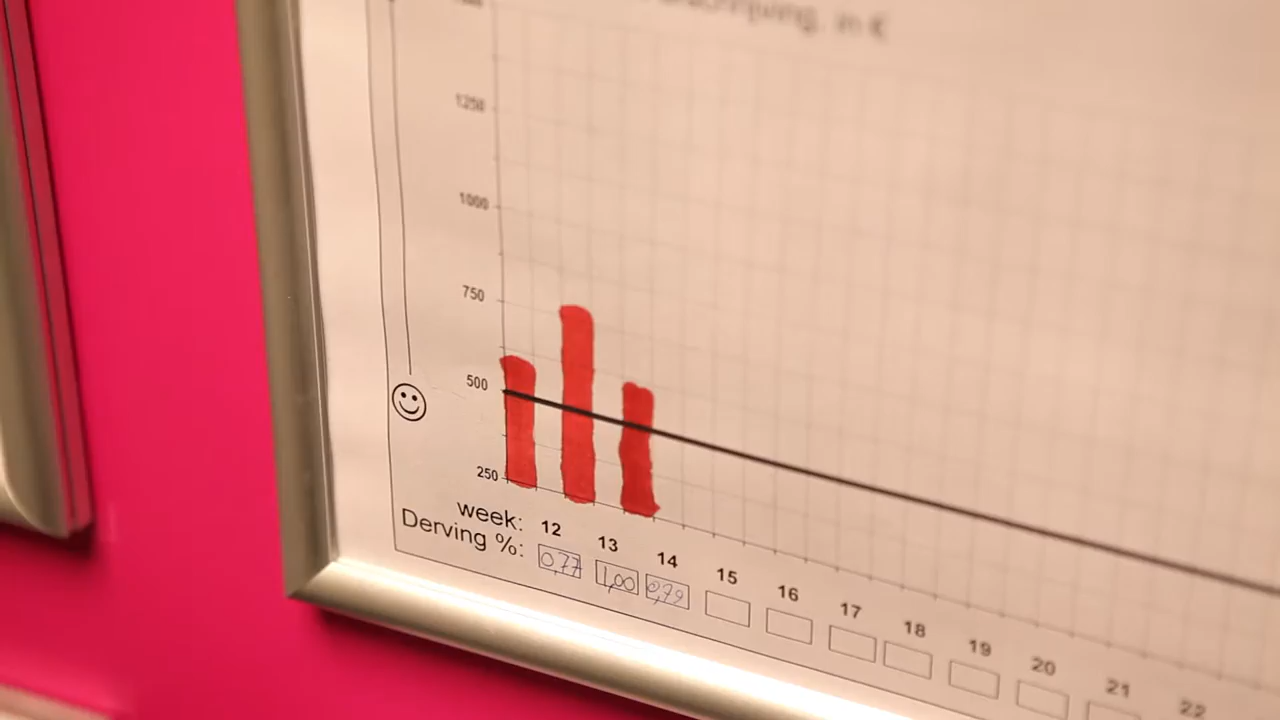 in €
1250
1000
750
500
250
week: 12 13 14 15 16 17 18 19 20 21 22
Derving %: 0,77 1,00 0,79